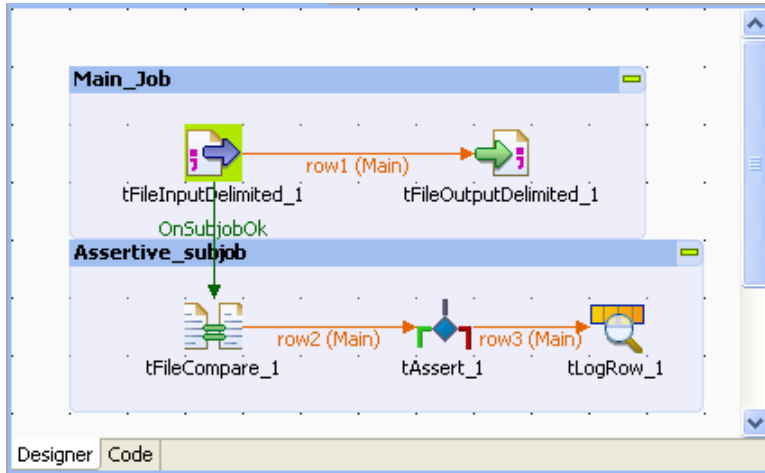 Main_Job
row1 (Main)
tFileInputDelimited_1
tFileOutputDelimited_1
OnSubjobOk
Assertive_subjob
row2 (Main)
row3 (Main)
tFileCompare_1
tAssert_1
tLogRow_1
Designer
Code